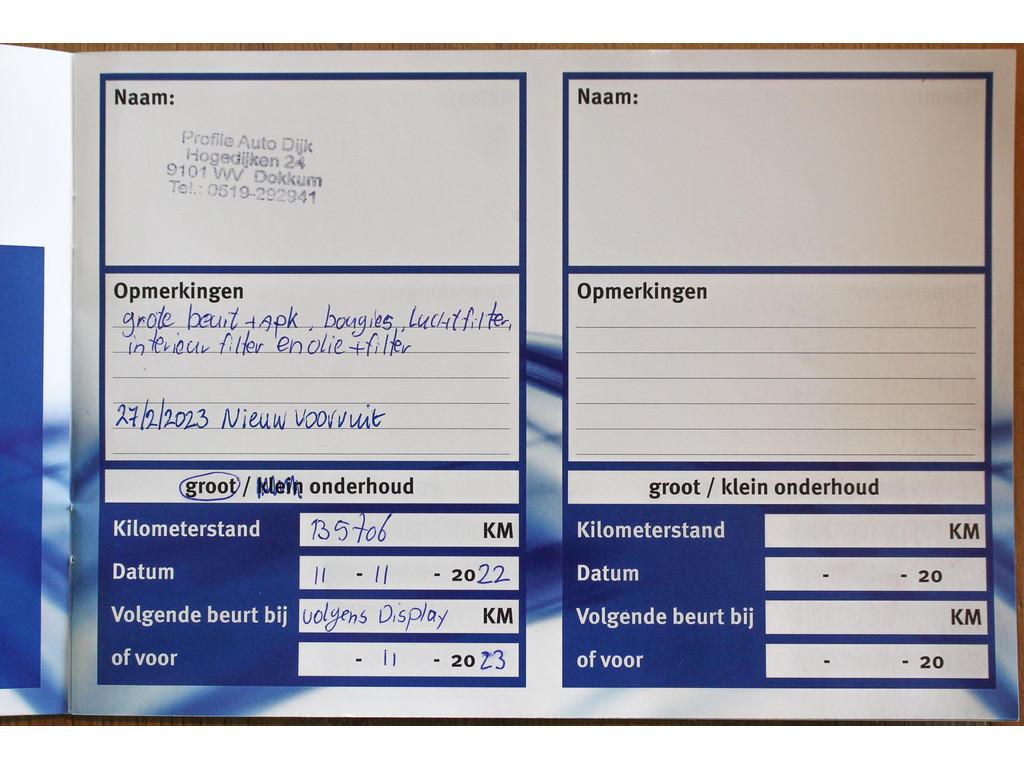 Naam:
Profile Auto Dijk
Hogedijken 24
9101 WV Dokkum
Tel.: 0519-292941
Opmerkingen
grote beurt + APK, bougies, Luchtfilter,
interieur filter en olie + filter
27/2/2023 Nieuw Voorruit
groot / klein onderhoud
Kilometerstand 135706 KM
Datum 11 - 11 - 2022
Volgende beurt bij volgens Display KM
of voor - 11 - 2023
Naam:
Opmerkingen
groot / klein onderhoud
Kilometerstand KM
Datum - - 20
Volgende beurt bij KM
of voor - - 20